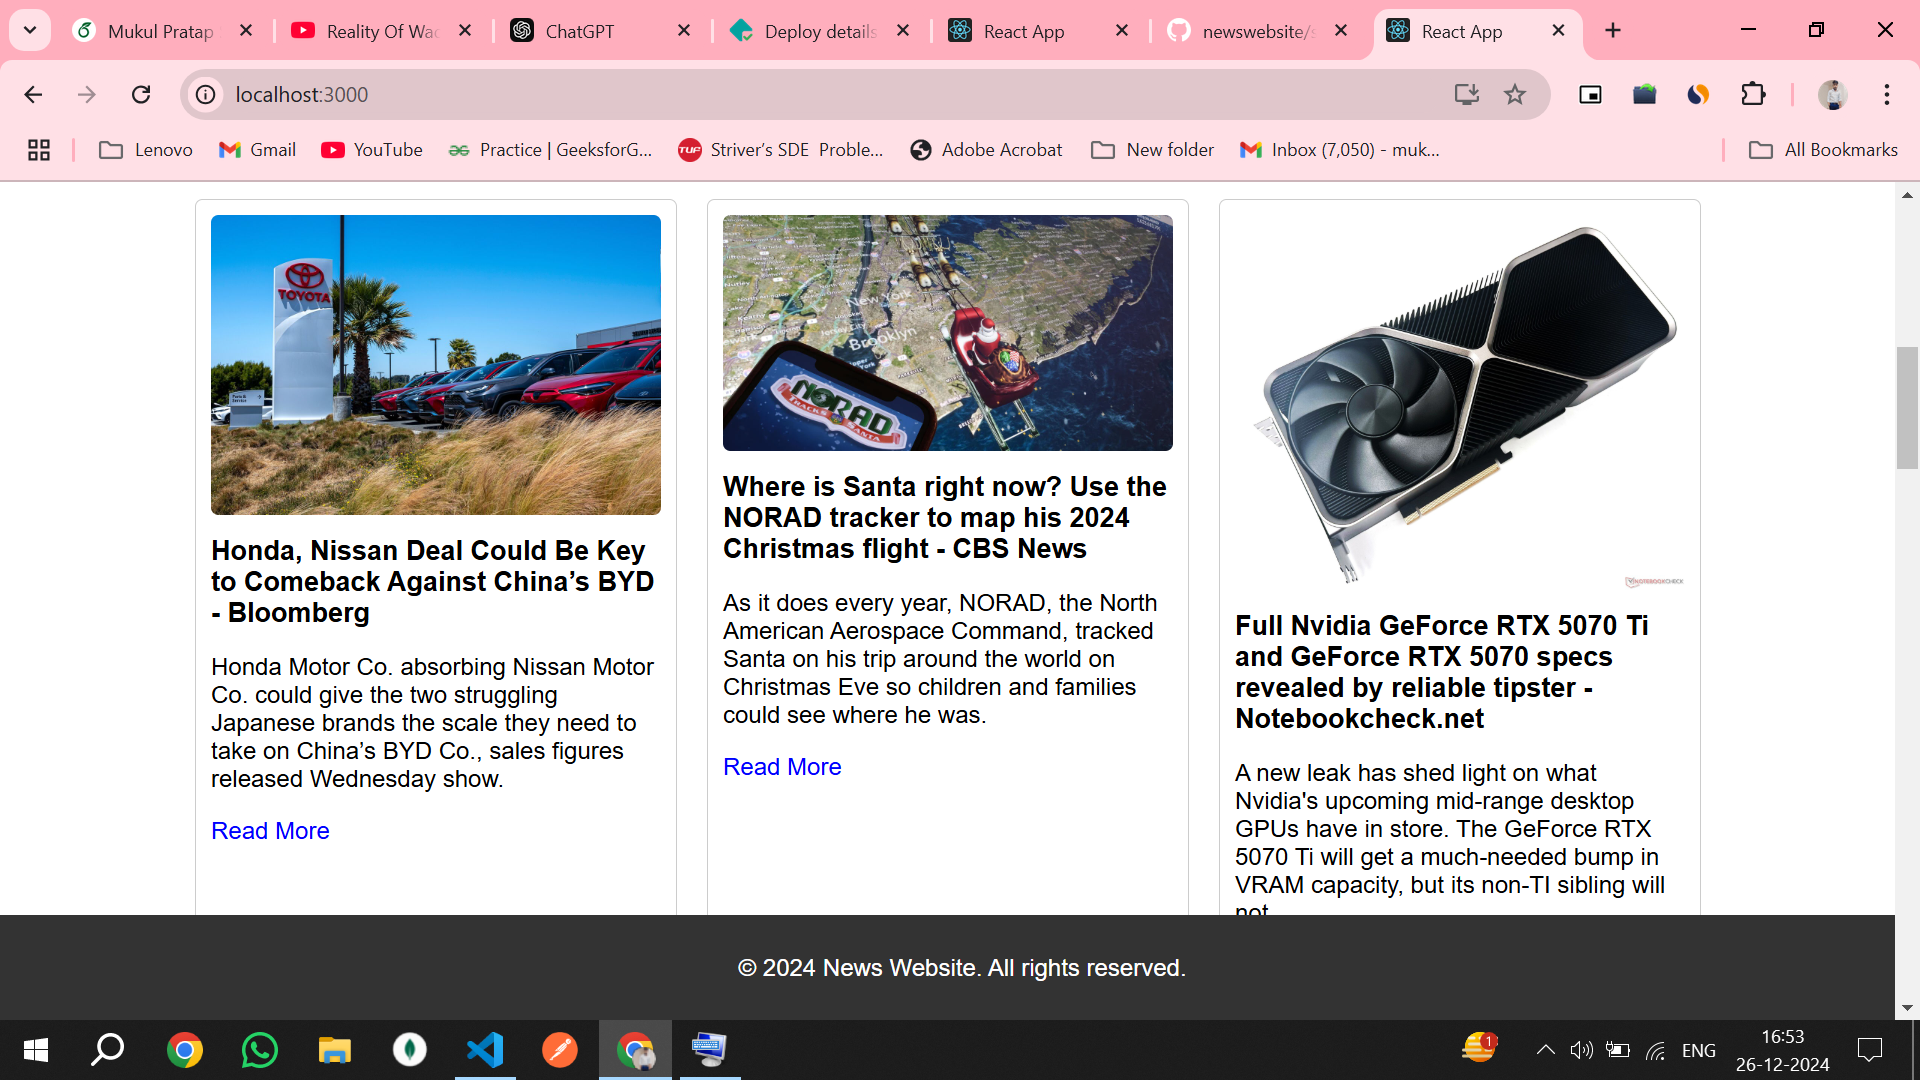 Mukul Pratap
Reality Of Wac
ChatGPT
Deploy details
React App
newswebsite/s
React App
localhost:3000
Lenovo
Gmail
YouTube
Practice | GeeksforG...
TUF
Striver's SDE Proble...
Adobe Acrobat
New folder
Inbox (7,050) - muk...
All Bookmarks
TOYOTA
Parts &
Service
New York
Brooklyn
NORAD
TRACKS SANTA
NOTEBOOKCHECK
Honda, Nissan Deal Could Be Key
to Comeback Against China’s BYD
- Bloomberg
Honda Motor Co. absorbing Nissan Motor
Co. could give the two struggling
Japanese brands the scale they need to
take on China’s BYD Co., sales figures
released Wednesday show.
Read More
Where is Santa right now? Use the
NORAD tracker to map his 2024
Christmas flight - CBS News
As it does every year, NORAD, the North
American Aerospace Command, tracked
Santa on his trip around the world on
Christmas Eve so children and families
could see where he was.
Read More
Full Nvidia GeForce RTX 5070 Ti
and GeForce RTX 5070 specs
revealed by reliable tipster -
Notebookcheck.net
A new leak has shed light on what
Nvidia's upcoming mid-range desktop
GPUs have in store. The GeForce RTX
5070 Ti will get a much-needed bump in
VRAM capacity, but its non-TI sibling will
not
© 2024 News Website. All rights reserved.
1
ENG
16:53
26-12-2024